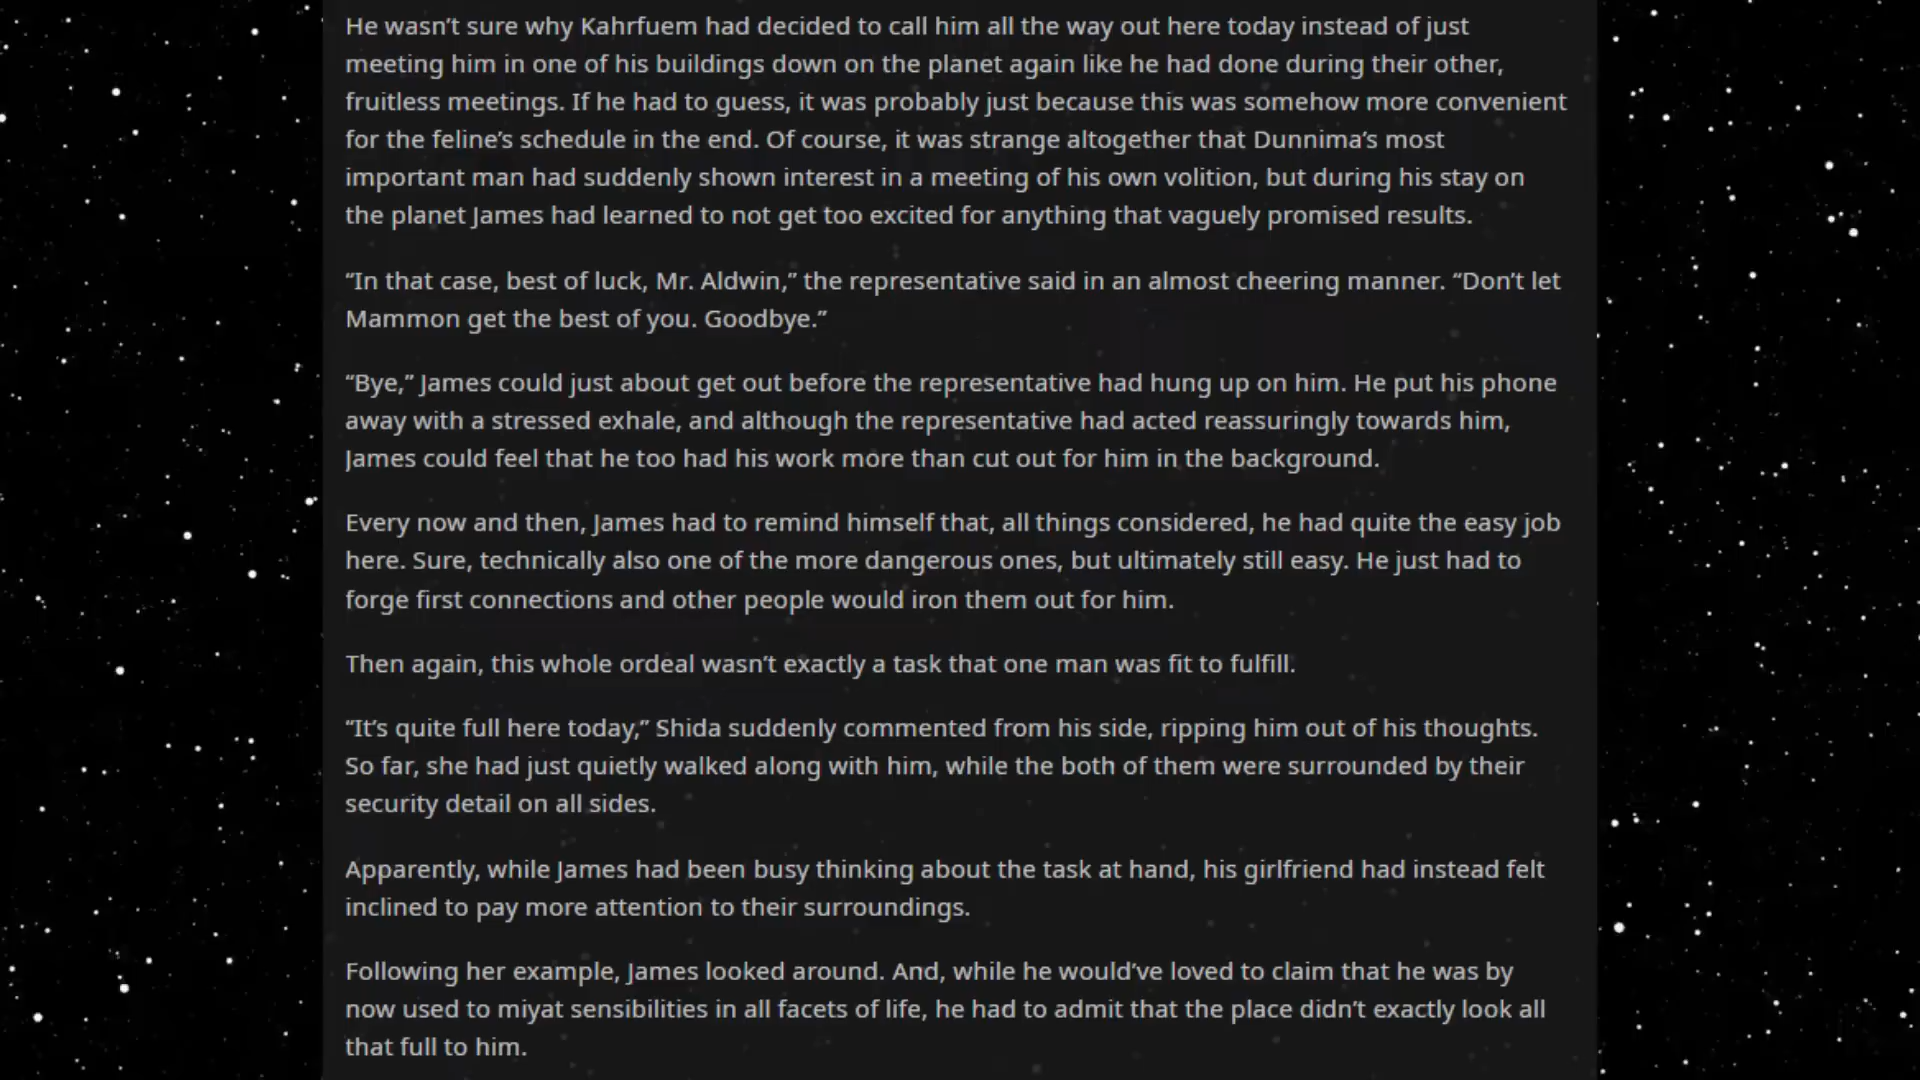 He wasn’t sure why Kahrfuem had decided to call him all the way out here today instead of just
meeting him in one of his buildings down on the planet again like he had done during their other,
fruitless meetings. If he had to guess, it was probably just because this was somehow more convenient
for the feline’s schedule in the end. Of course, it was strange altogether that Dunnima’s most
important man had suddenly shown interest in a meeting of his own volition, but during his stay on
the planet James had learned to not get too excited for anything that vaguely promised results.
“In that case, best of luck, Mr. Aldwin,” the representative said in an almost cheering manner. “Don’t let
Mammon get the best of you. Goodbye.”
“Bye,” James could just about get out before the representative had hung up on him. He put his phone
away with a stressed exhale, and although the representative had acted reassuringly towards him,
James could feel that he too had his work more than cut out for him in the background.
Every now and then, James had to remind himself that, all things considered, he had quite the easy job
here. Sure, technically also one of the more dangerous ones, but ultimately still easy. He just had to
forge first connections and other people would iron them out for him.
Then again, this whole ordeal wasn’t exactly a task that one man was fit to fulfill.
“It’s quite full here today,” Shida suddenly commented from his side, ripping him out of his thoughts.
So far, she had just quietly walked along with him, while the both of them were surrounded by their
security detail on all sides.
Apparently, while James had been busy thinking about the task at hand, his girlfriend had instead felt
inclined to pay more attention to their surroundings.
Following her example, James looked around. And, while he would’ve loved to claim that he was by
now used to miyat sensibilities in all facets of life, he had to admit that the place didn’t exactly look all
that full to him.